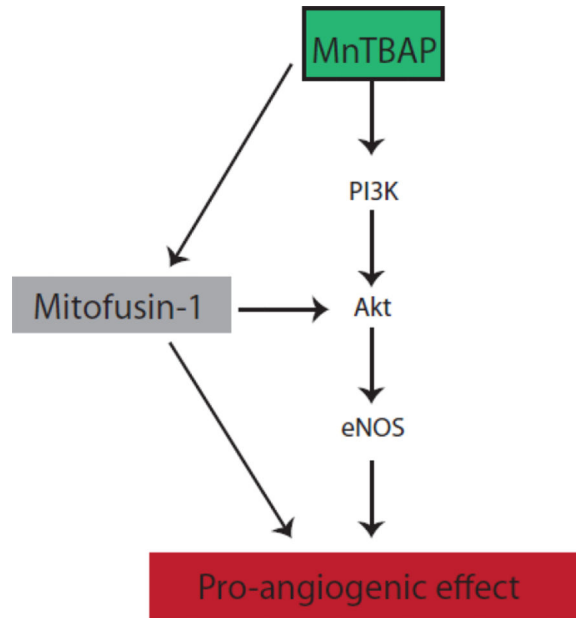 MnTBAP
PI3K
Mitofusin-1
Akt
eNOS
Pro-angiogenic effect